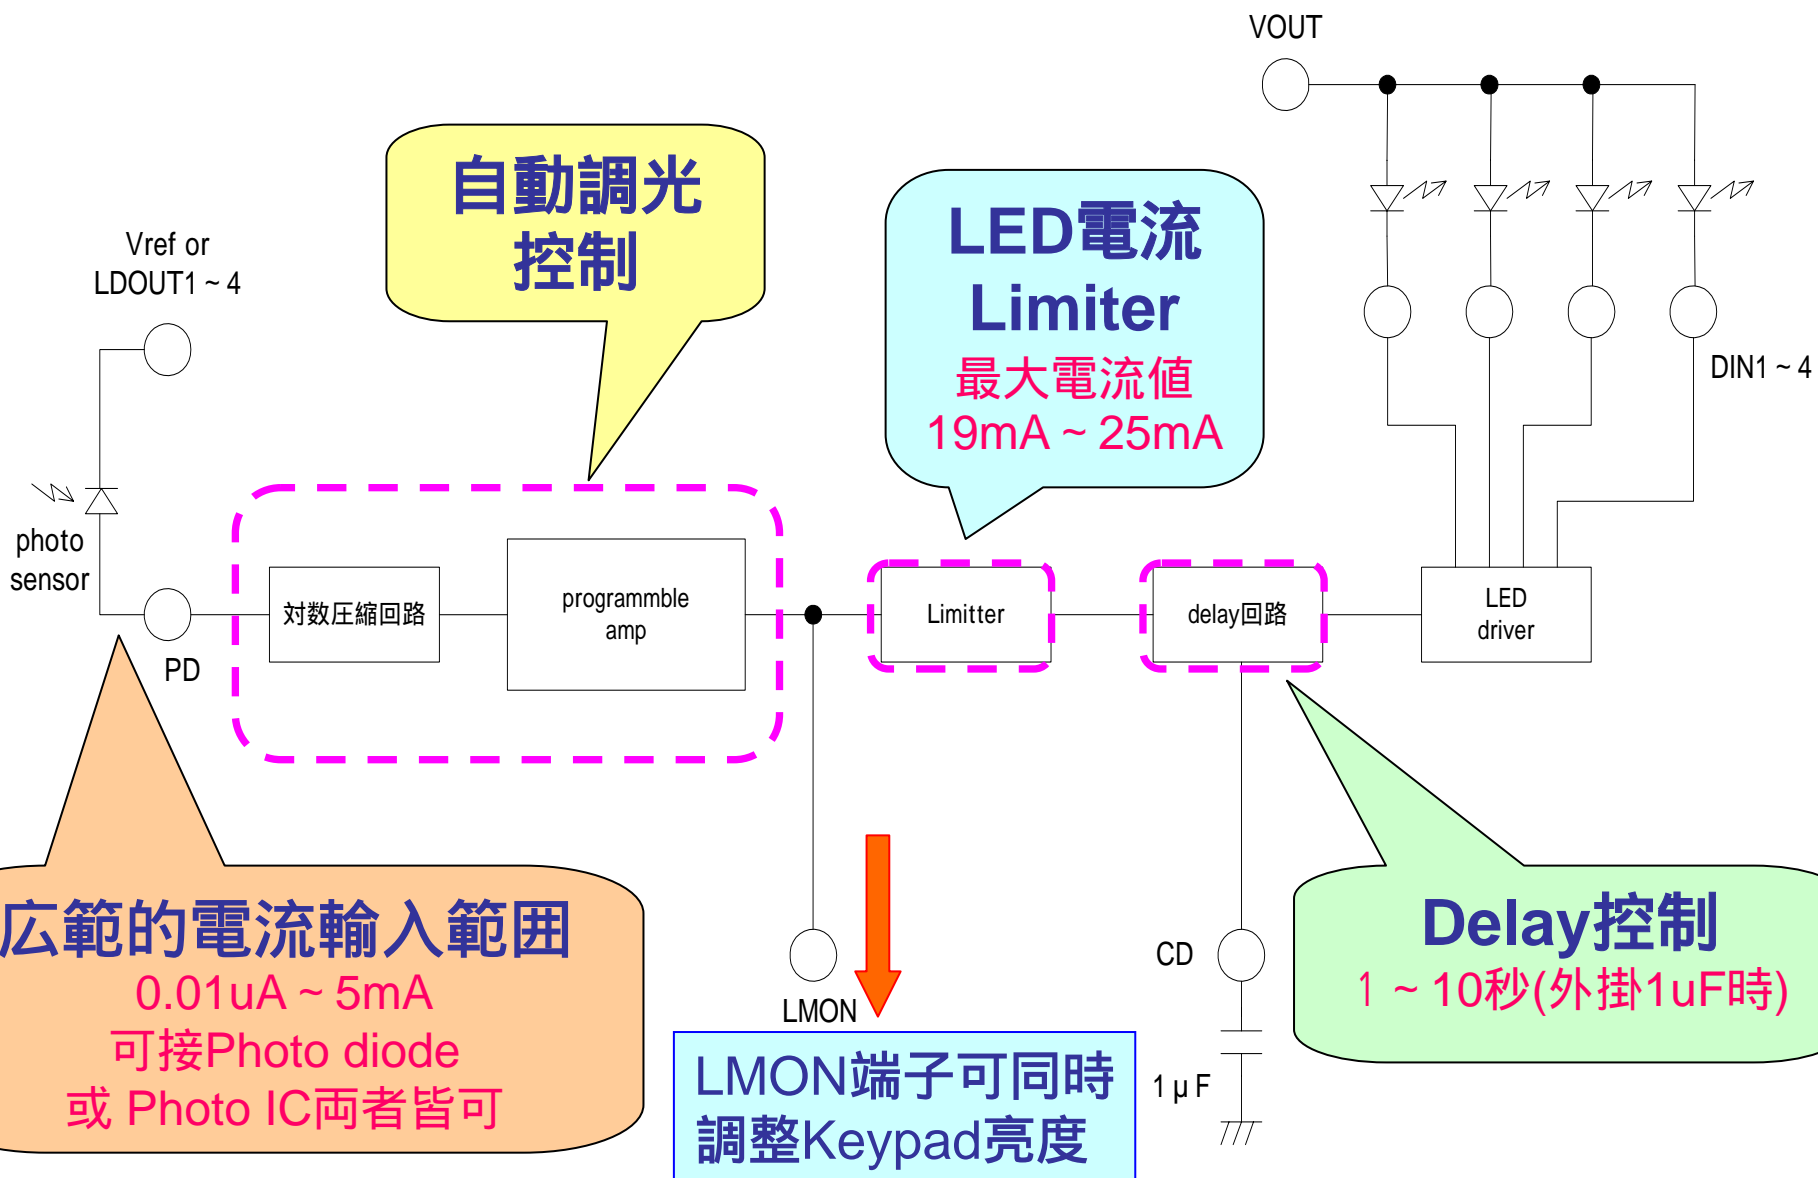 VOUT
自動調光
控制
LED電流
Limiter
最大電流値
19mA ~ 25mA
Vref or
LDOUT1 ~ 4
DIN1 ~ 4
photo
sensor
PD
対数圧縮回路
programmble
amp
Limitter
delay回路
LED
driver
広範的電流輸入範囲
0.01uA ~ 5mA
可接Photo diode
或 Photo IC両者皆可
LMON
LMON端子可同時
調整Keypad亮度
CD
1 μ F
Delay控制
1 ~ 10秒(外掛1uF時)